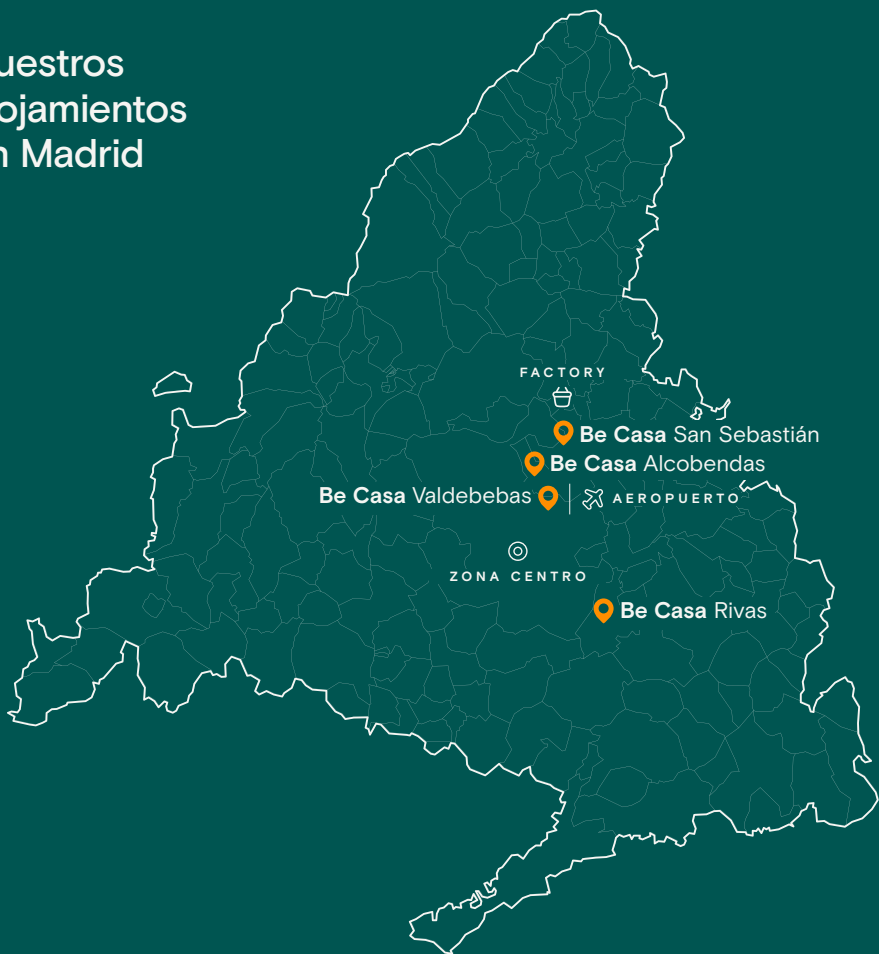 uestros
ojamientos
n Madrid
FACTORY
Be Casa San Sebastián
Be Casa Alcobendas
Be Casa Valdebebas
AEROPUERTO
ZONA CENTRO
Be Casa Rivas